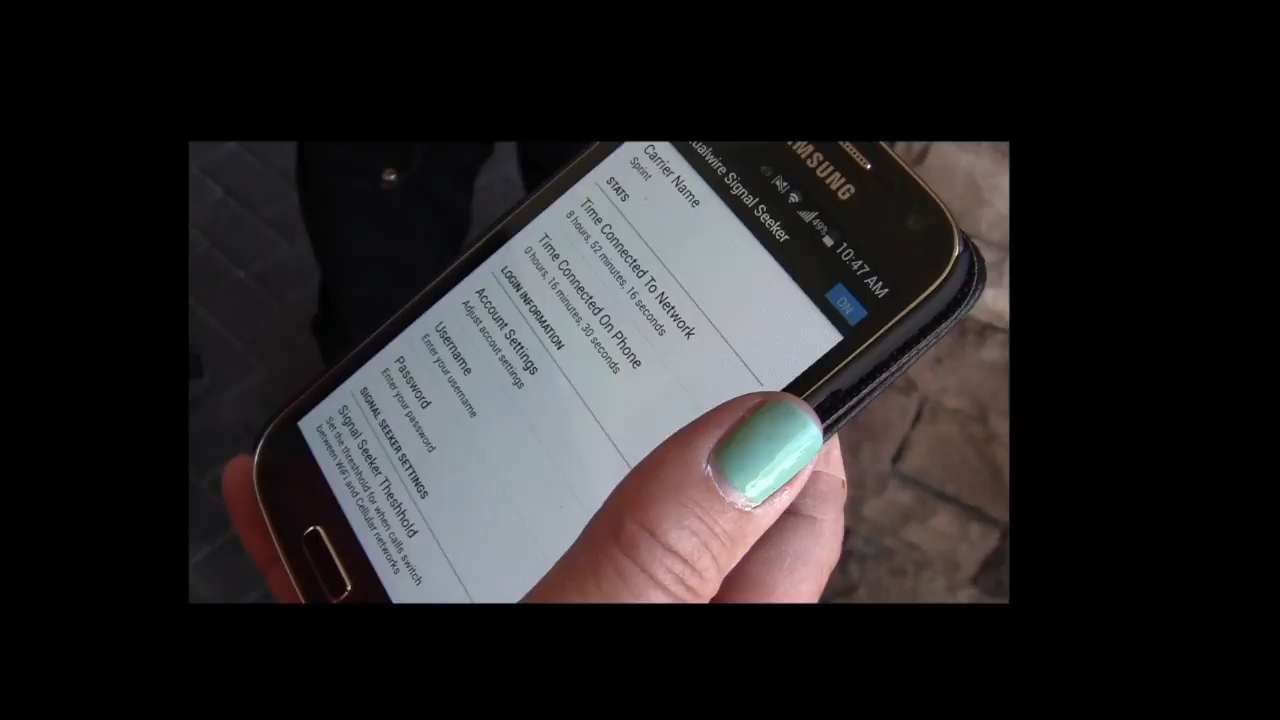 MSUNG
49%
10:47 AM
ualwire Signal Seeker
ON
Carrier Name
Sprint
STATS
Time Connected To Network
8 hours, 52 minutes, 16 seconds
Time Connected On Phone
0 hours, 16 minutes, 30 seconds
LOGIN INFORMATION
Account Settings
Adjust accout settings
Username
Enter your username
Password
Enter your password
SIGNAL SEEKER SETTINGS
Signal Seeker Theshhold
Set the threshhold for when calls switch
between WiFi and Cellular networks